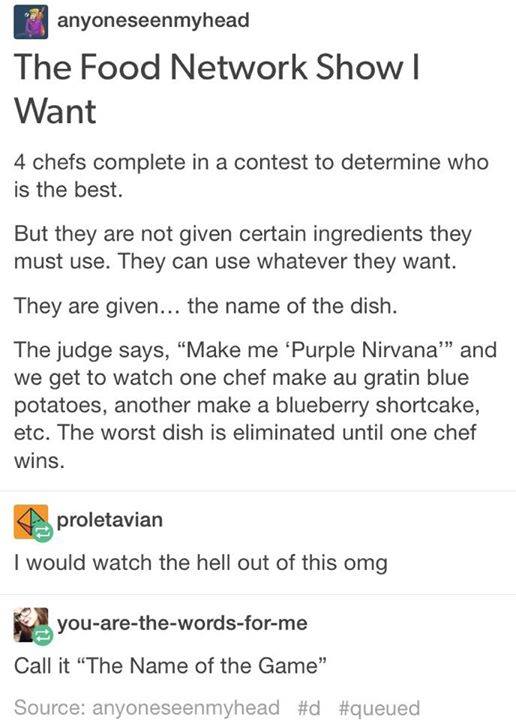 anyoneseenmyhead
The Food Network Show I
Want
4 chefs complete in a contest to determine who
is the best.
But they are not given certain ingredients they
must use. They can use whatever they want.
They are given... the name of the dish.
The judge says, “Make me ‘Purple Nirvana’” and
we get to watch one chef make au gratin blue
potatoes, another make a blueberry shortcake,
etc. The worst dish is eliminated until one chef
wins.
proletavian
I would watch the hell out of this omg
you-are-the-words-for-me
Call it “The Name of the Game”
Source: anyoneseenmyhead #d #queued